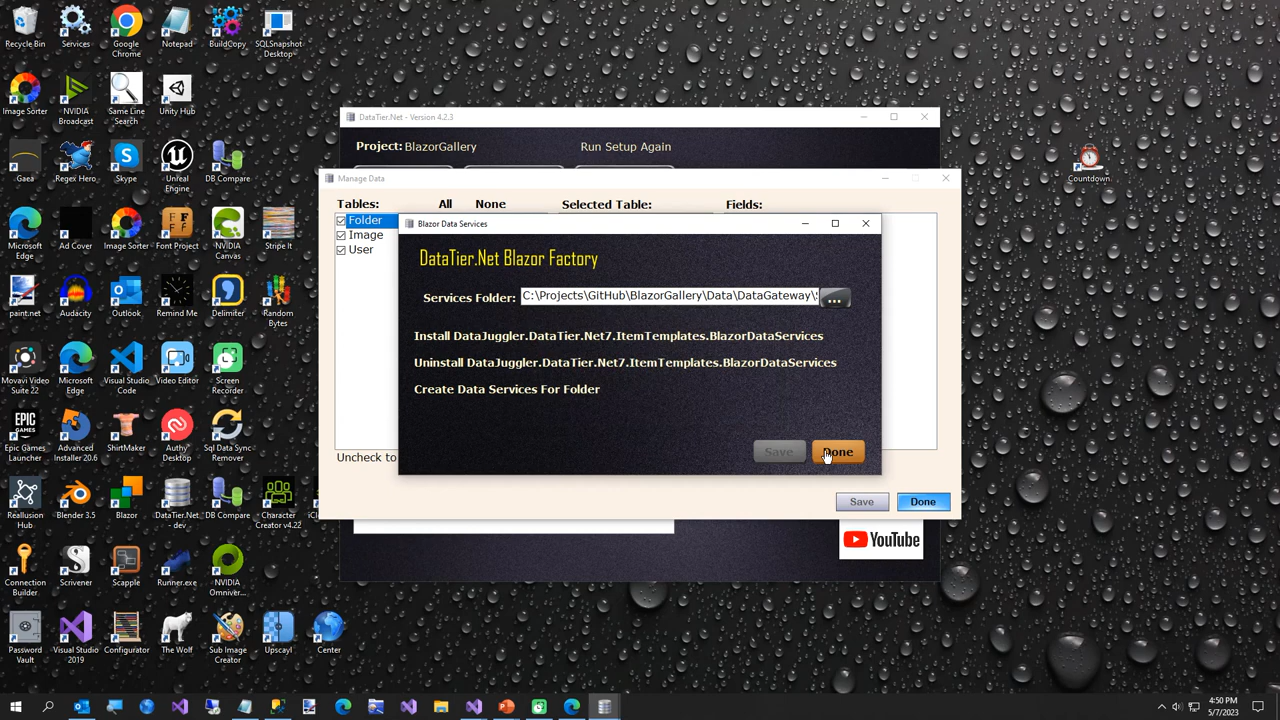 Recycle Bin
Services
Google
Chrome
Notepad
BuildCopy
SQLSnapshot
Desktop
Image Sorter
NVIDIA
Broadcast
Same Line
Search
Unity Hub
Gaea
Regex Hero
Skype
Unreal
Engine
DB Compare
Microsoft
Edge
Ad Cover
Image Sorter
Font Project
NVIDIA
Canvas
Stripe It
paint.net
Audacity
Outlook
Remind Me
Delimiter
Random
Bytes
Movavi Video
Suite 22
Microsoft
Edge
Visual Studio
Code
Video Editor
Screen
Recorder
Epic Games
Launcher
Advanced
Installer 20.6
ShirtMaker
Authy
Desktop
Sql Data Sync
Remover
Reallusion
Hub
Blender 3.5
Blazor
DataTier.Net
- dev
DB Compare
Character
Creator v4.22
Connection
Builder
Scrivener
Scapple
Runner.exe
NVIDIA
Omniver...
Password
Vault
Visual Studio
2019
Configurator
The Wolf
Sub Image
Creator
Upscayl
Center
Countdown
DataTier.Net - Version 4.2.3
Project: BlazorGallery
Run Setup Again
Manage Data
Tables:
All
None
Selected Table:
Fields:
Folder
Image
User
Uncheck to
Blazor Data Services
DataTier.Net Blazor Factory
Services Folder: C:\Projects\GitHub\BlazorGallery\Data\DataGateway\
...
Install DataJuggler.DataTier.Net7.ItemTemplates.BlazorDataServices
Uninstall DataJuggler.DataTier.Net7.ItemTemplates.BlazorDataServices
Create Data Services For Folder
Save
Done
Save
Done
YouTube
4:50 PM
5/7/2023